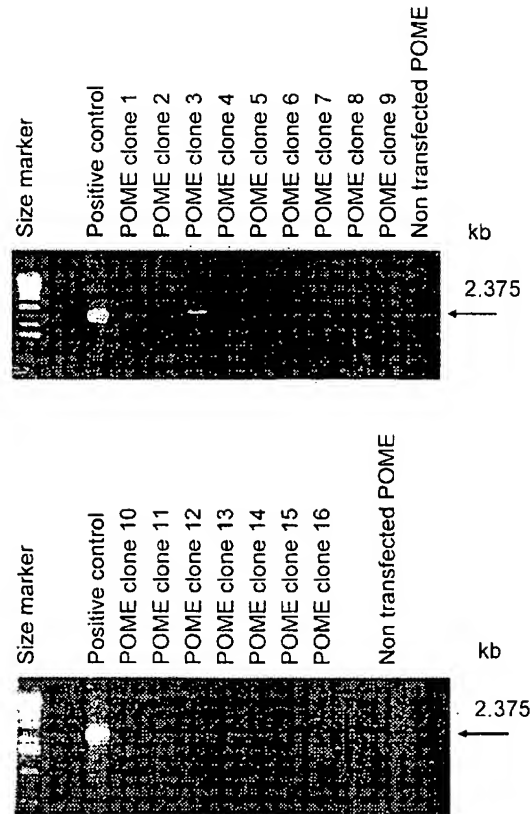 Size marker
Positive control
POME clone 1
POME clone 2
POME clone 3
POME clone 4
POME clone 5
POME clone 6
POME clone 7
POME clone 8
POME clone 9
Non transfected POME
kb
2.375
Size marker
Positive control
POME clone 10
POME clone 11
POME clone 12
POME clone 13
POME clone 14
POME clone 15
POME clone 16
Non transfected POME
kb
2.375